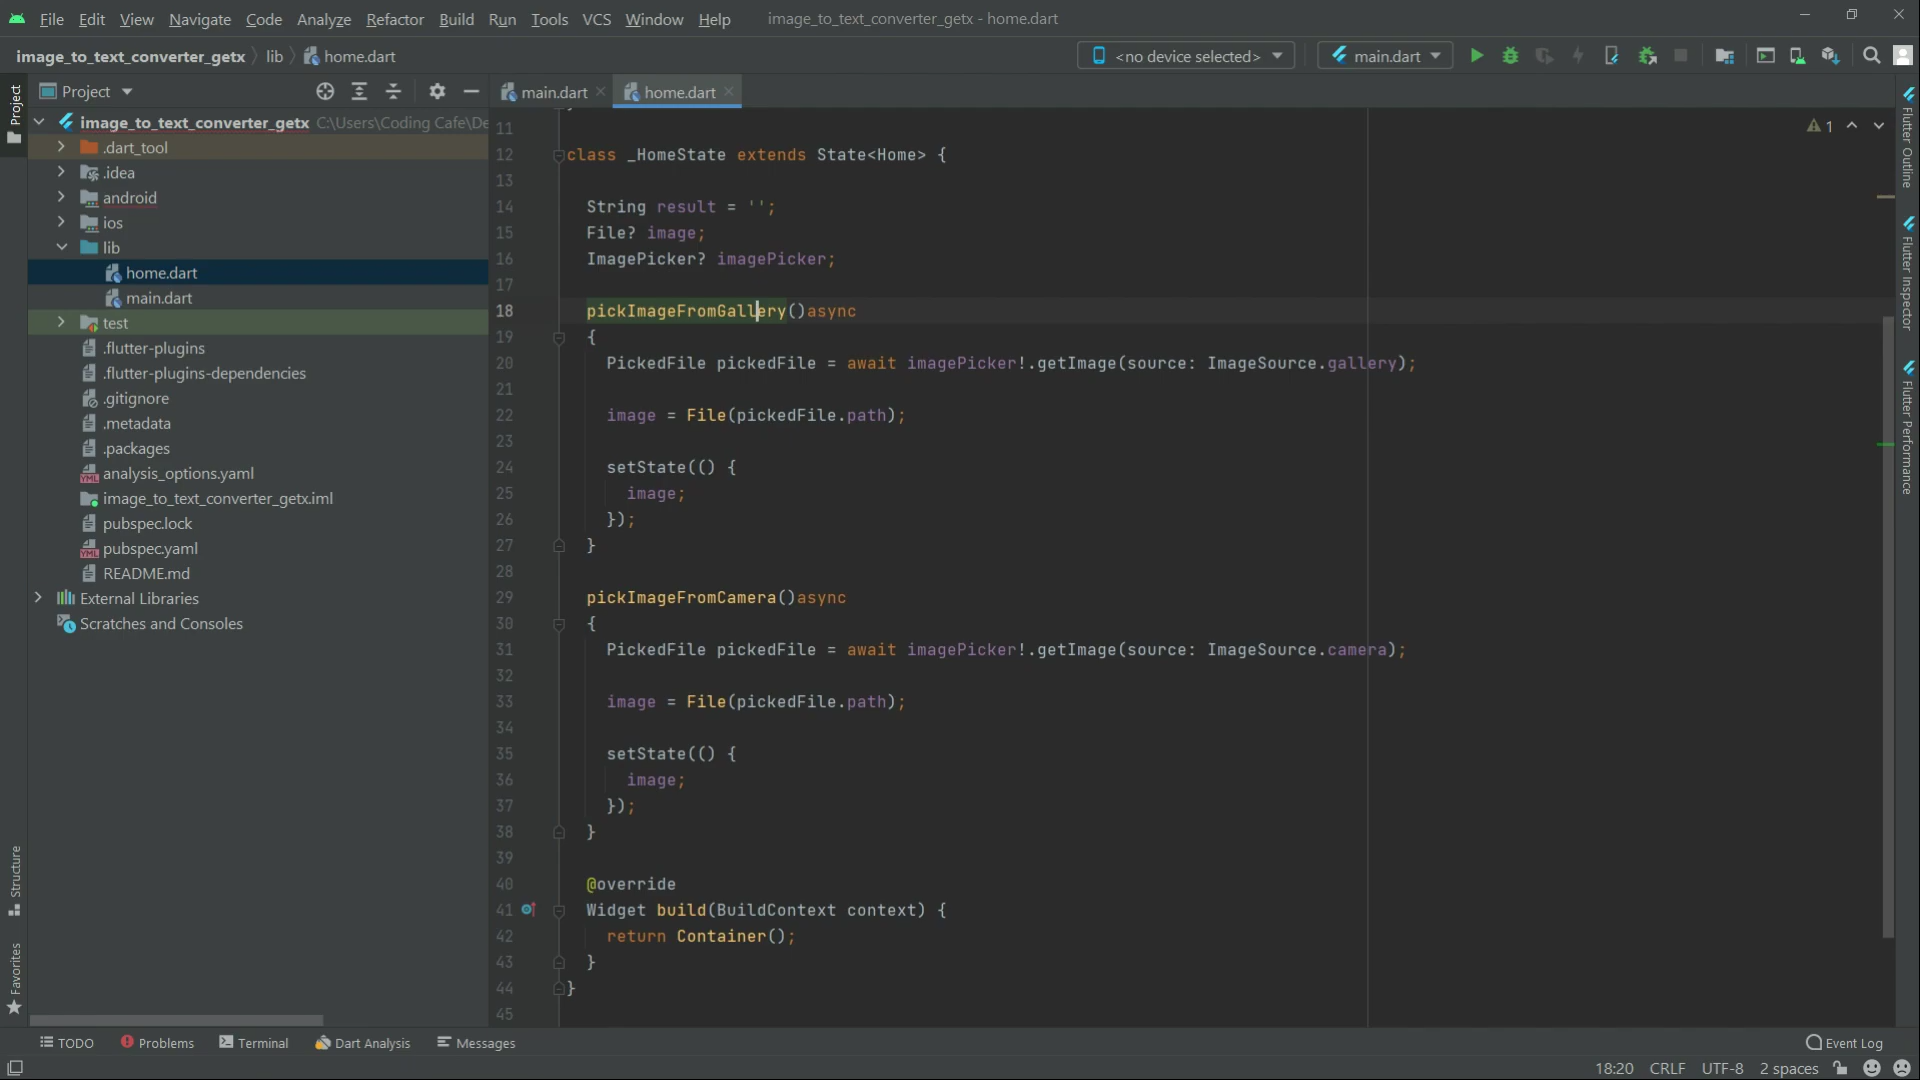 File Edit View Navigate Code Analyze Refactor Build Run Tools VCS Window Help image_to_text_converter_getx - home.dart
image_to_text_converter_getx lib home.dart <no device selected> main.dart
Project main.dart home.dart
image_to_text_converter_getx C:\Users\Coding Cafe\De
.dart_tool
.idea
android
ios
lib
home.dart
main.dart
test
.flutter-plugins
.flutter-plugins-dependencies
.gitignore
.metadata
.packages
analysis_options.yaml
image_to_text_converter_getx.iml
pubspec.lock
pubspec.yaml
README.md
External Libraries
Scratches and Consoles
Project
Structure
Favorites
11
12 class _HomeState extends State<Home> {
13
14 String result = '';
15 File? image;
16 ImagePicker? imagePicker;
17
18 pickImageFromGallery()async
19 {
20 PickedFile pickedFile = await imagePicker!.getImage(source: ImageSource.gallery);
21
22 image = File(pickedFile.path);
23
24 setState(() {
25 image;
26 });
27 }
28
29 pickImageFromCamera()async
30 {
31 PickedFile pickedFile = await imagePicker!.getImage(source: ImageSource.camera);
32
33 image = File(pickedFile.path);
34
35 setState(() {
36 image;
37 });
38 }
39
40 @override
41 Widget build(BuildContext context) {
42 return Container();
43 }
44 }
45
1
Flutter Outline
Flutter Inspector
Flutter Performance
TODO Problems Terminal Dart Analysis Messages Event Log
18:20 CRLF UTF-8 2 spaces